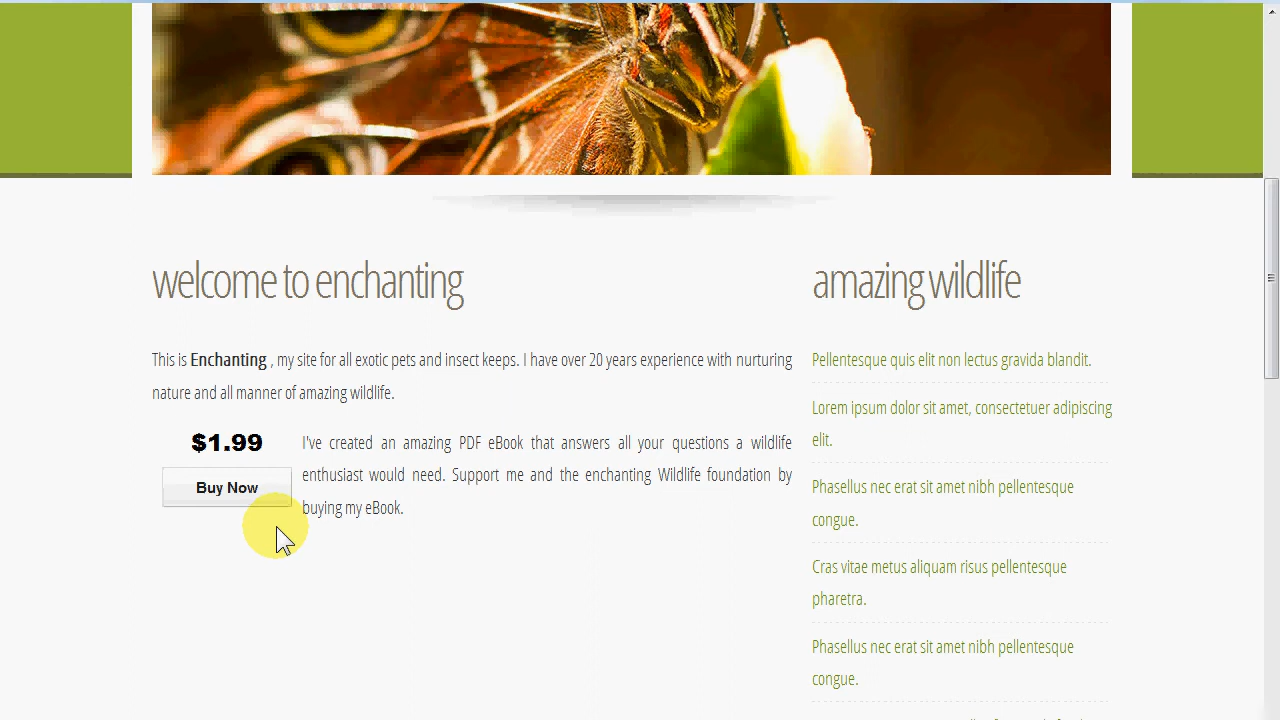 welcome to enchanting
This is Enchanting , my site for all exotic pets and insect keeps. I have over 20 years experience with nurturing
nature and all manner of amazing wildlife.
$1.99
Buy Now
I've created an amazing PDF eBook that answers all your questions a wildlife
enthusiast would need. Support me and the enchanting Wildlife foundation by
buying my eBook.
amazing wildlife
Pellentesque quis elit non lectus gravida blandit.
Lorem ipsum dolor sit amet, consectetuer adipiscing
elit.
Phasellus nec erat sit amet nibh pellentesque
congue.
Cras vitae metus aliquam risus pellentesque
pharetra.
Phasellus nec erat sit amet nibh pellentesque
congue.